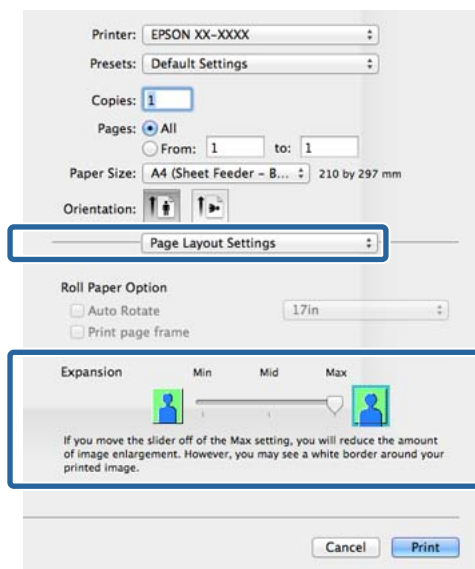 Printer: EPSON XX-XXXX
Presets: Default Settings
Copies: 1
Pages: All
From: 1 to: 1
Paper Size: A4 (Sheet Feeder – B... 210 by 297 mm
Orientation:
Page Layout Settings
Roll Paper Option
Auto Rotate 17in
Print page frame
Expansion Min Mid Max
If you move the slider off of the Max setting, you will reduce the amount
of image enlargement. However, you may see a white border around your
printed image.
Cancel Print